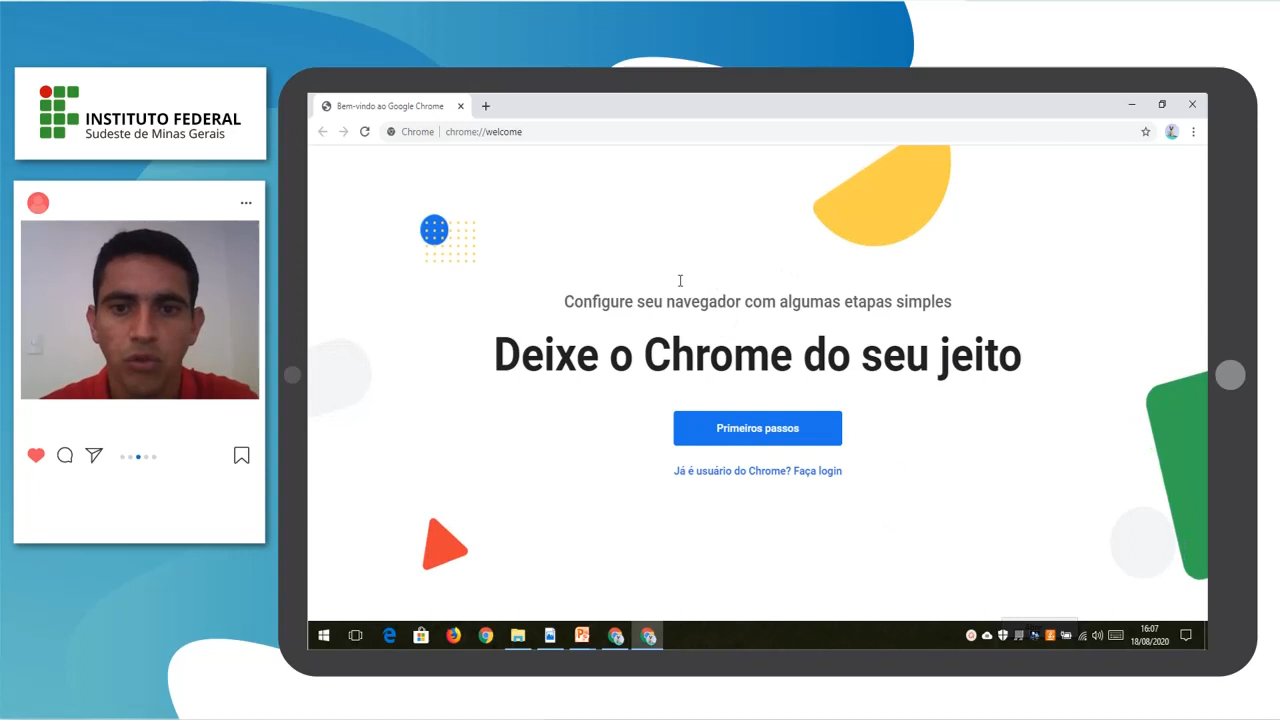 INSTITUTO FEDERAL
Sudeste de Minas Gerais
Bem-vindo ao Google Chrome
Chrome
chrome://welcome
Configure seu navegador com algumas etapas simples
Deixe o Chrome do seu jeito
Primeiros passos
Já é usuário do Chrome? Faça login
16:07
18/08/2020